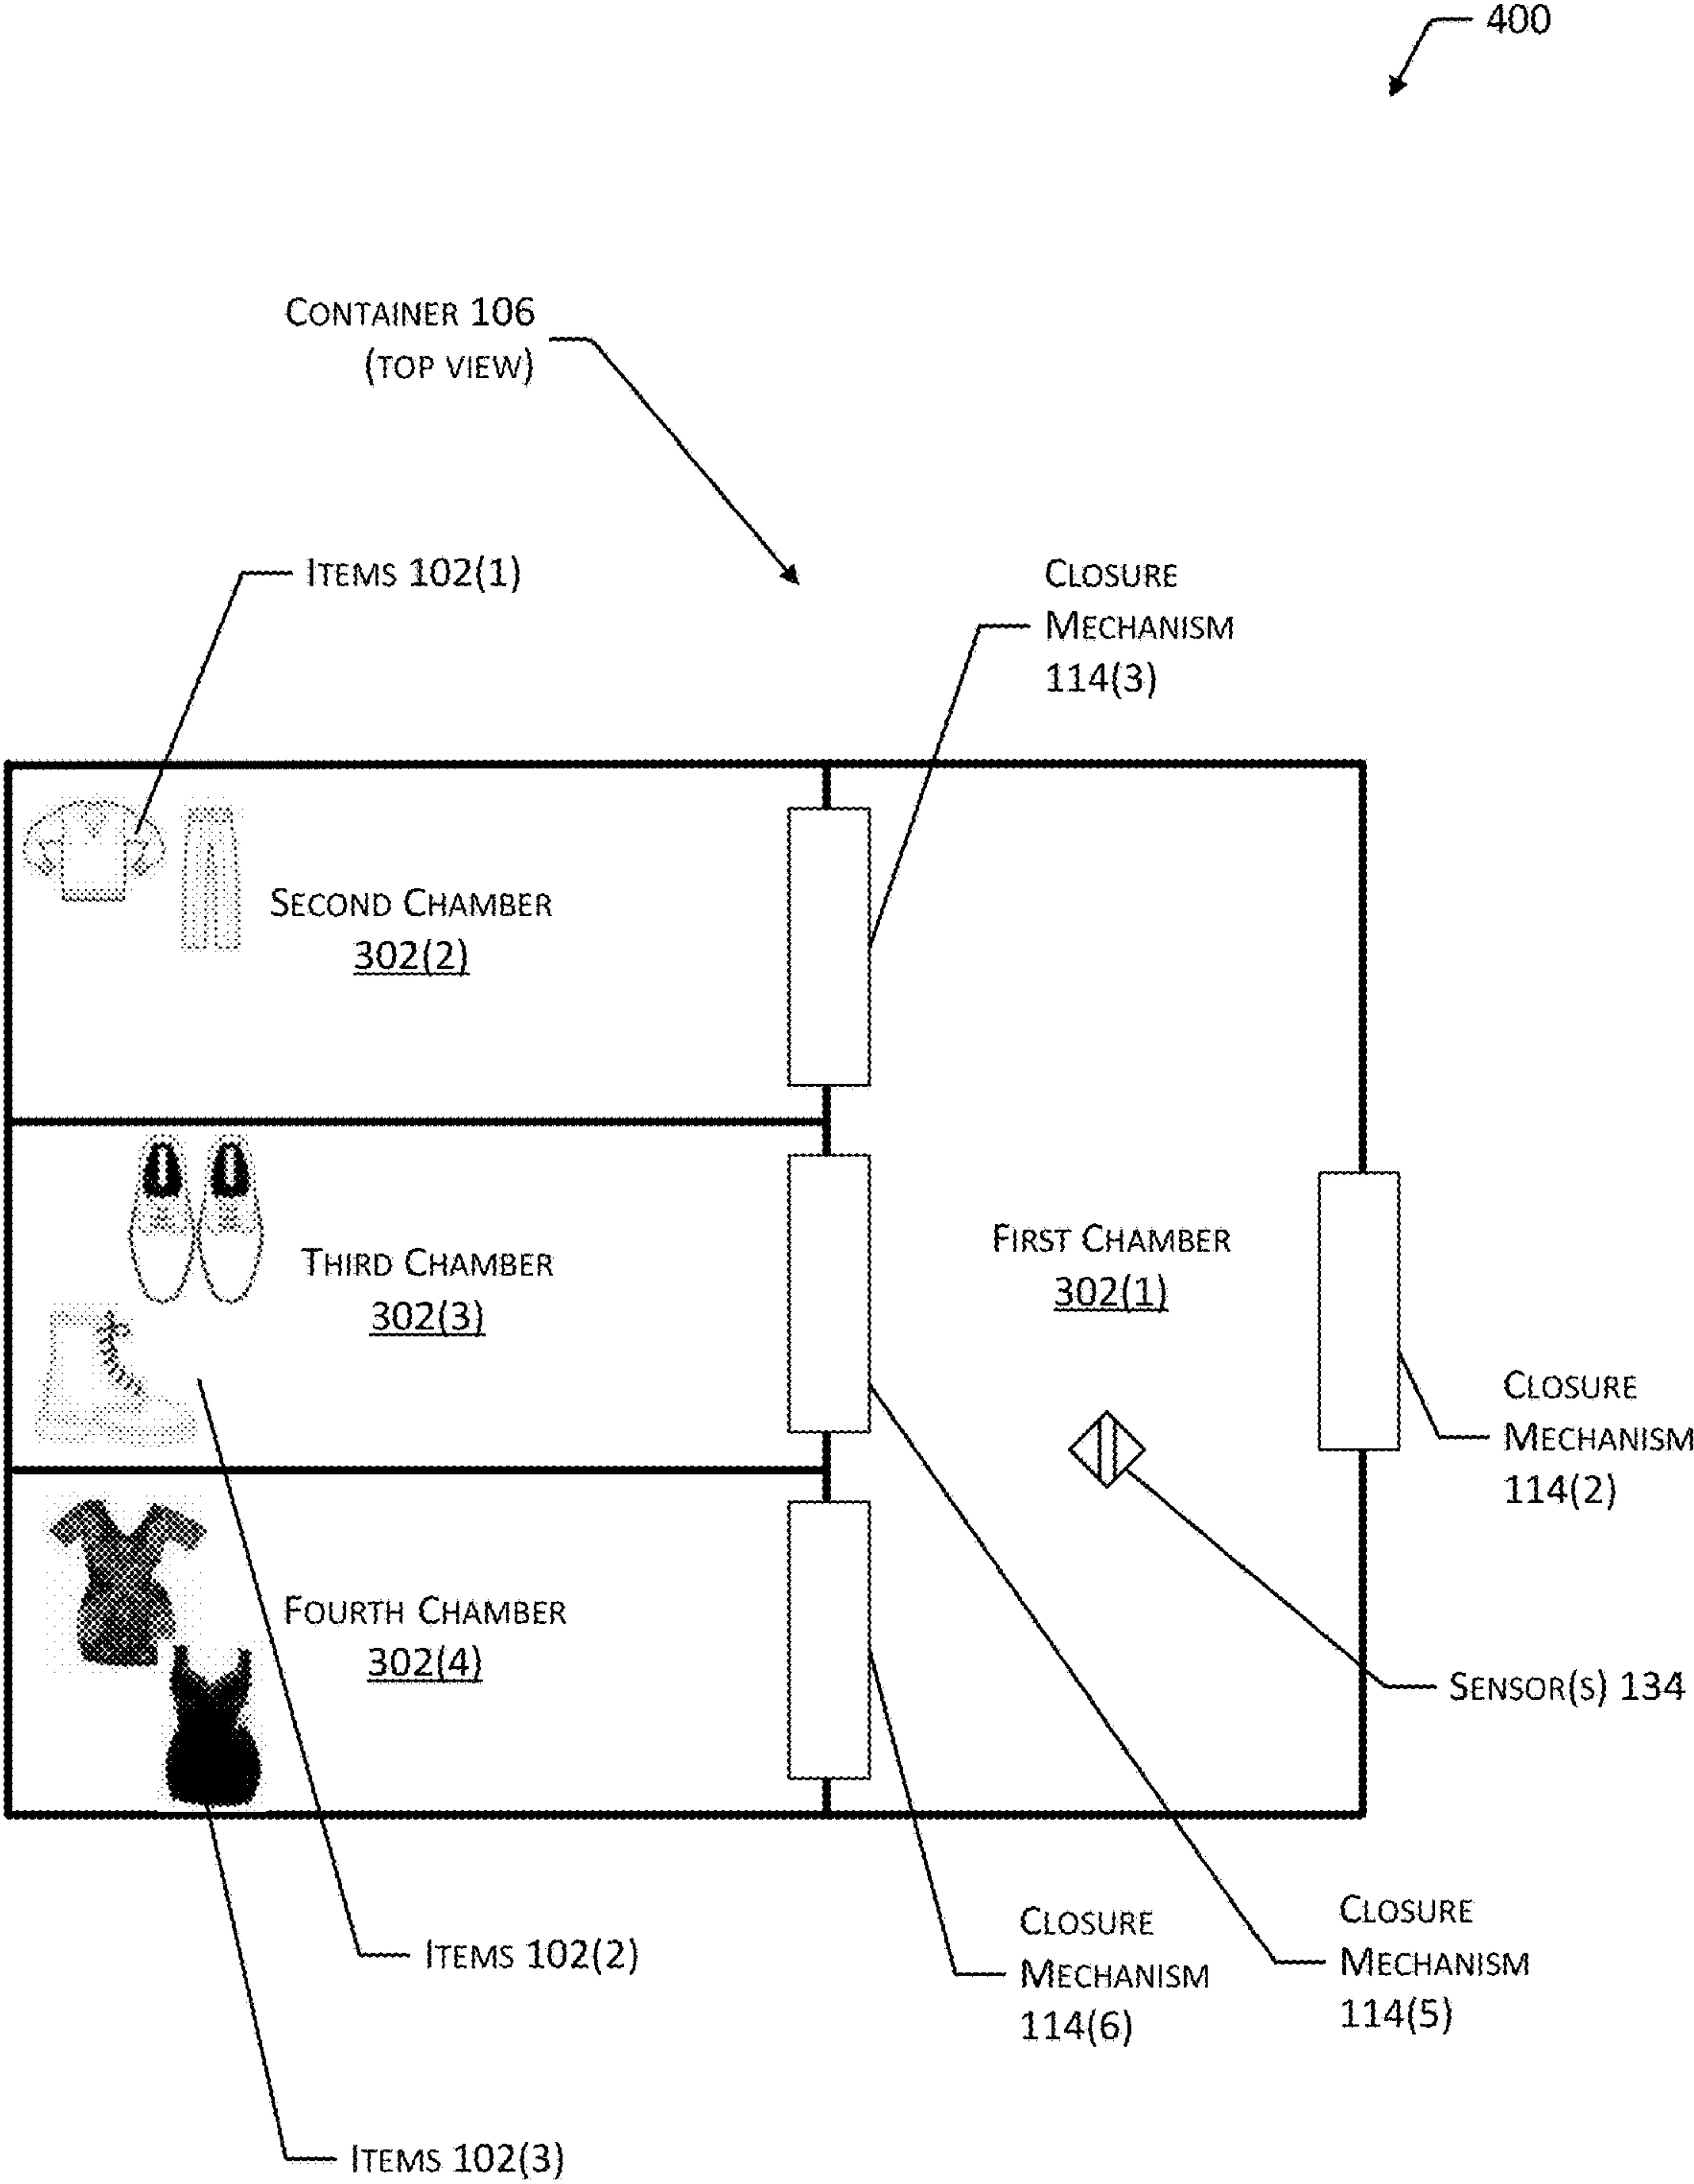 400
CONTAINER 106
(TOP VIEW)
ITEMS 102(1)
CLOSURE
MECHANISM
114(3)
SECOND CHAMBER
302(2)
THIRD CHAMBER
302(3)
FIRST CHAMBER
302(1)
CLOSURE
MECHANISM
114(2)
FOURTH CHAMBER
302(4)
SENSOR(S) 134
ITEMS 102(2)
CLOSURE
MECHANISM
114(6)
CLOSURE
MECHANISM
114(5)
ITEMS 102(3)